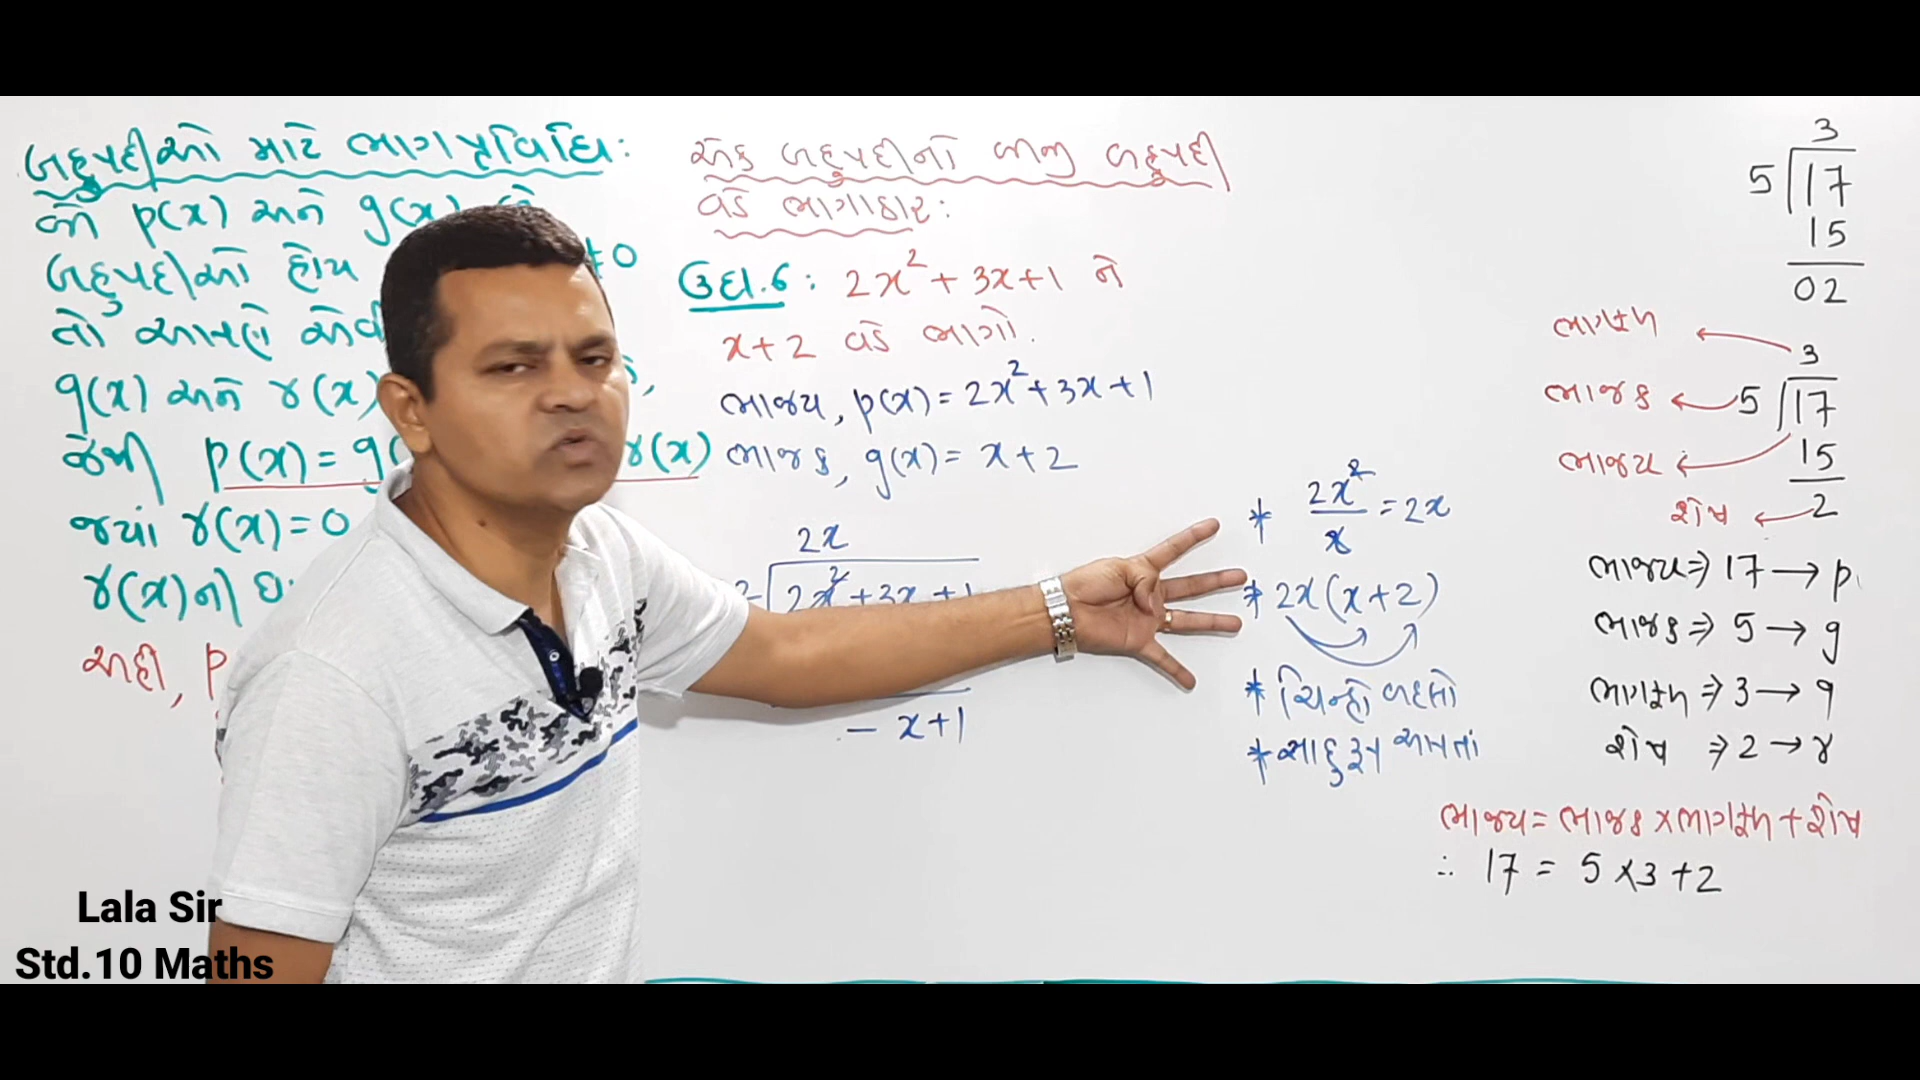 બહુપદીઓ માટે ભાગપ્રવિધિ:
જો p(x) અને g(x)
બહુપદીઓ હોય ≠ 0
તો આપણે એવી
q(x) અને r(x)
જેથી p(x) = g( r(x)
જ્યાં r(x) = 0
r(x)ની ઘા
અહીં, p
એક બહુપદીનો બીજી બહુપદી
વડે ભાગાકાર:
ઉદા.6: 2x² + 3x + 1 ને
x + 2 વડે ભાગો.
ભાજ્ય, p(x) = 2x² + 3x + 1
ભાજક, g(x) = x + 2
2x
2x² + 3x + 1
- x + 1
* 2x²/x = 2x
* 2x(x+2)
* ચિન્હો બદલો
* સાદુરૂપ આપતાં
3
5 17
15
02
ભાગફળ 3
ભાજક 5 17
ભાજ્ય 15
શેષ 2
ભાજ્ય ⇒ 17 → p
ભાજક ⇒ 5 → g
ભાગફળ ⇒ 3 → q
શેષ ⇒ 2 → r
ભાજ્ય = ભાજક × ભાગફળ + શેષ
∴ 17 = 5 × 3 + 2
Lala Sir
Std.10 Maths